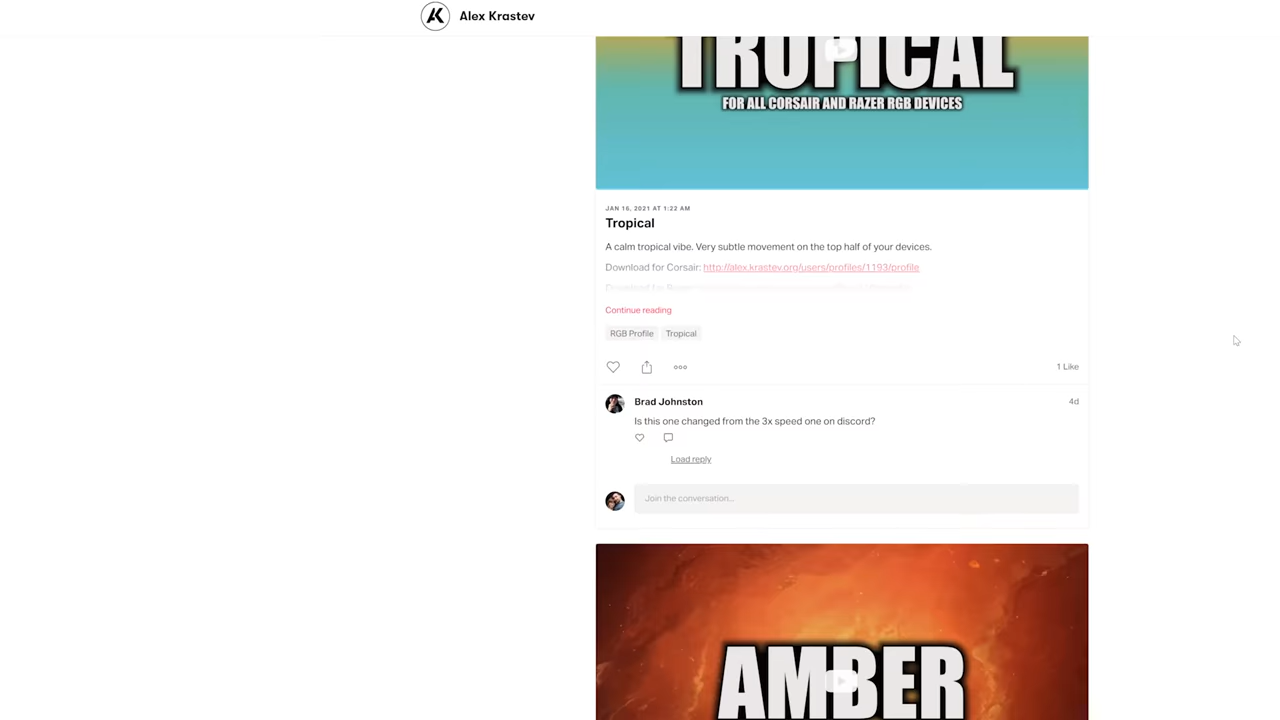 Alex Krastev
TROPICAL
FOR ALL CORSAIR AND RAZER RGB DEVICES
JAN 16, 2021 AT 1:22 AM
Tropical
A calm tropical vibe. Very subtle movement on the top half of your devices.
Download for Corsair: http://alex.krastev.org/users/profiles/1193/profile
Continue reading
RGB Profile
Tropical
1 Like
Brad Johnston
4d
Is this one changed from the 3x speed one on discord?
Load reply
Join the conversation...
AMBER